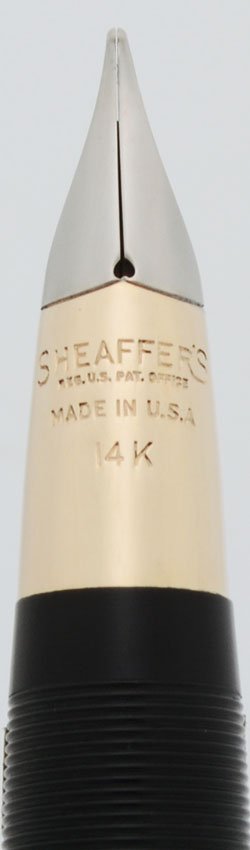 SHEAFFER'S
REG. U.S. PAT. OFFICE
MADE IN U.S.A
14K